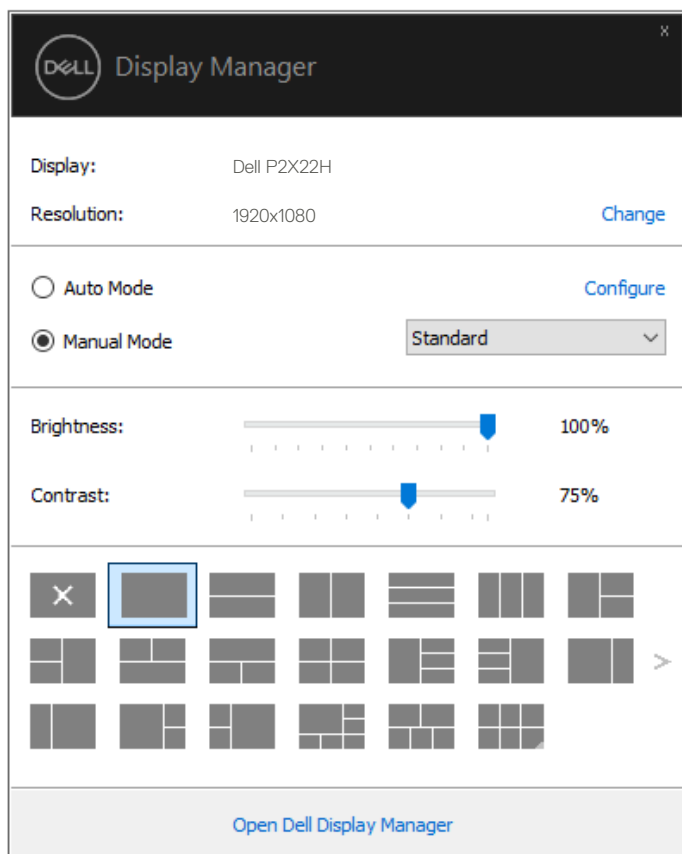 x
DELL Display Manager
Display: Dell P2X22H
Resolution: 1920x1080 Change
Auto Mode Configure
Manual Mode Standard
Brightness: 100%
Contrast: 75%
Open Dell Display Manager